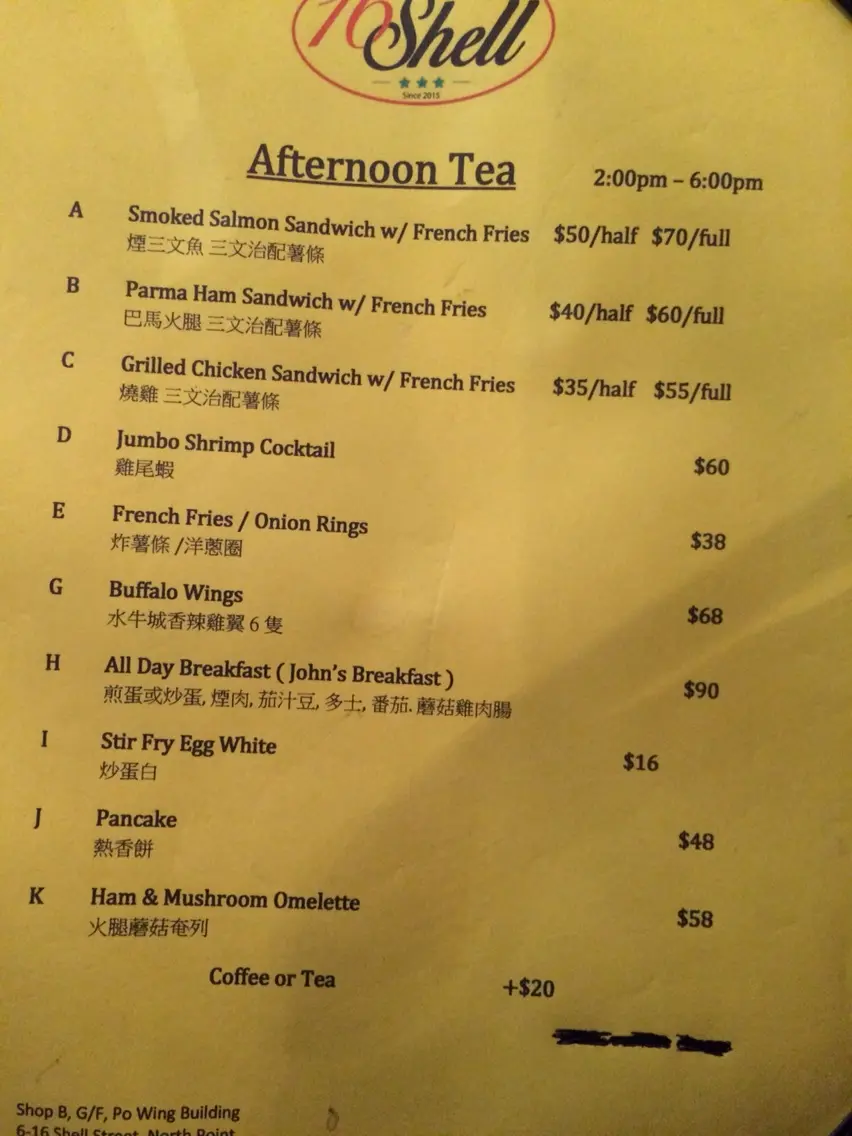 16 Shell
Since 2015
Afternoon Tea 2:00pm – 6:00pm
A Smoked Salmon Sandwich w/ French Fries $50/half $70/full
煙三文魚 三文治配薯條
B Parma Ham Sandwich w/ French Fries $40/half $60/full
巴馬火腿 三文治配薯條
C Grilled Chicken Sandwich w/ French Fries $35/half $55/full
燒雞 三文治配薯條
D Jumbo Shrimp Cocktail $60
雞尾蝦
E French Fries / Onion Rings $38
炸薯條 /洋蔥圈
G Buffalo Wings $68
水牛城香辣雞翼 6 隻
H All Day Breakfast ( John's Breakfast ) $90
煎蛋或炒蛋, 煙肉, 茄汁豆, 多士, 番茄. 蘑菇雞肉腸
I Stir Fry Egg White $16
炒蛋白
J Pancake $48
熱香餅
K Ham & Mushroom Omelette $58
火腿蘑菇奄列
Coffee or Tea +$20
Shop B, G/F, Po Wing Building
6-16 Shell Street, North Point